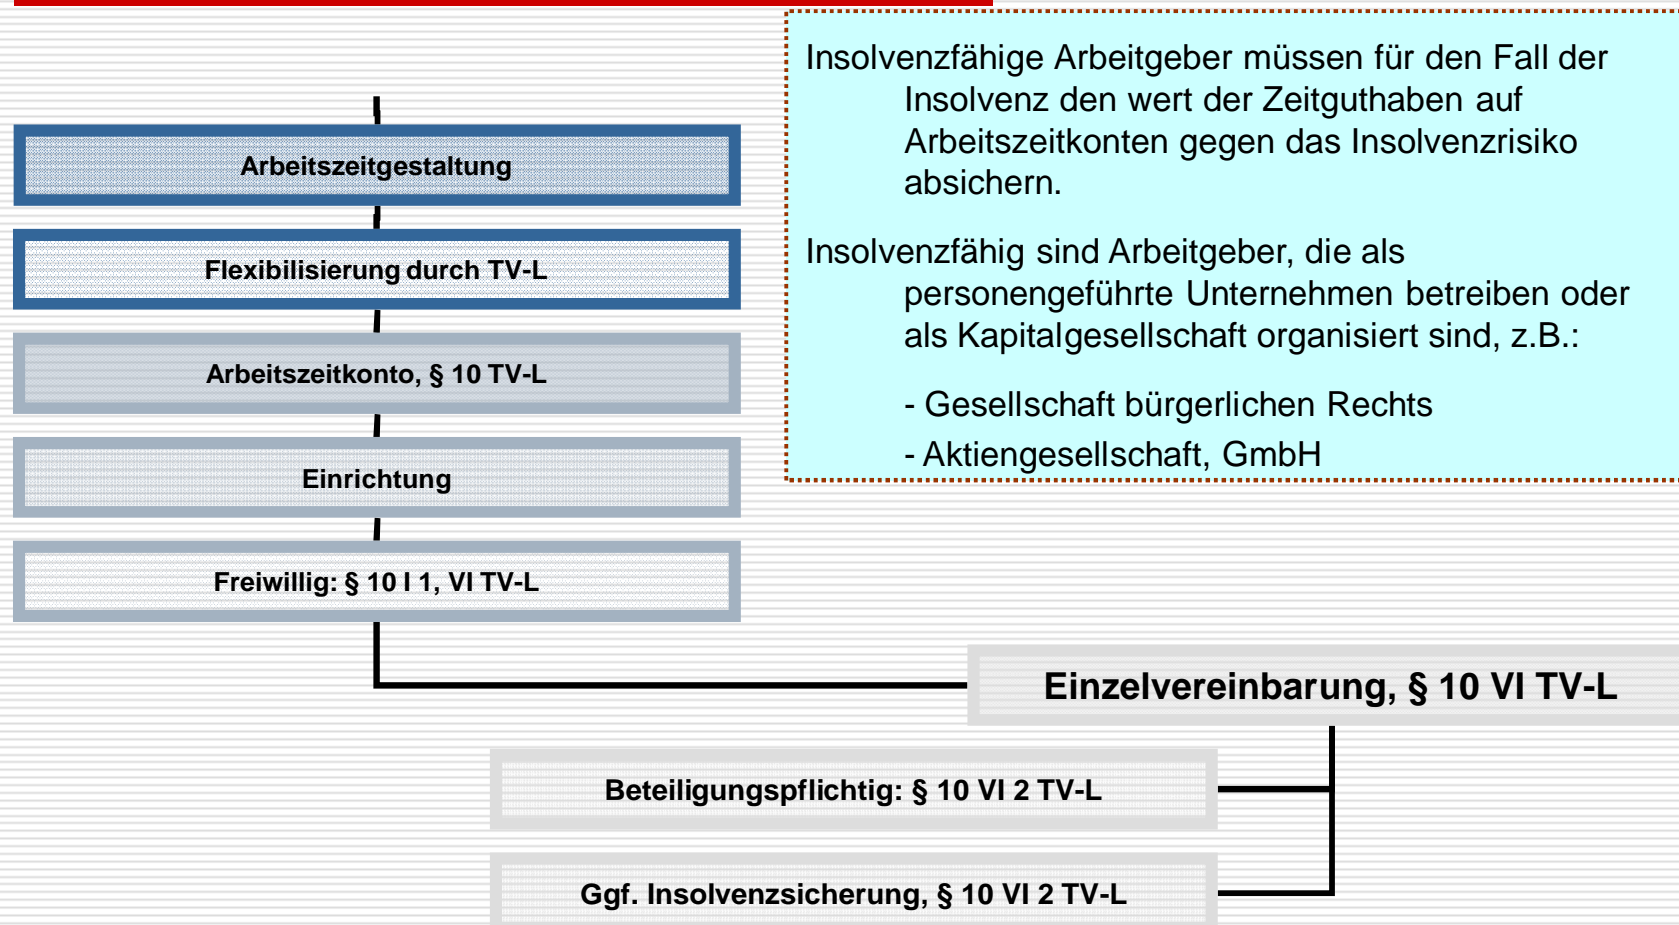 Insolvenzfähige Arbeitgeber müssen für den Fall der
Insolvenz den wert der Zeitguthaben auf
Arbeitszeitkonten gegen das Insolvenzrisiko
absichern.
Insolvenzfähig sind Arbeitgeber, die als
personengeführte Unternehmen betreiben oder
als Kapitalgesellschaft organisiert sind, z.B.:
- Gesellschaft bürgerlichen Rechts
- Aktiengesellschaft, GmbH
Arbeitszeitgestaltung
Flexibilisierung durch TV-L
Arbeitszeitkonto, § 10 TV-L
Einrichtung
Freiwillig: § 10 I 1, VI TV-L
Einzelvereinbarung, § 10 VI TV-L
Beteiligungspflichtig: § 10 VI 2 TV-L
Ggf. Insolvenzsicherung, § 10 VI 2 TV-L